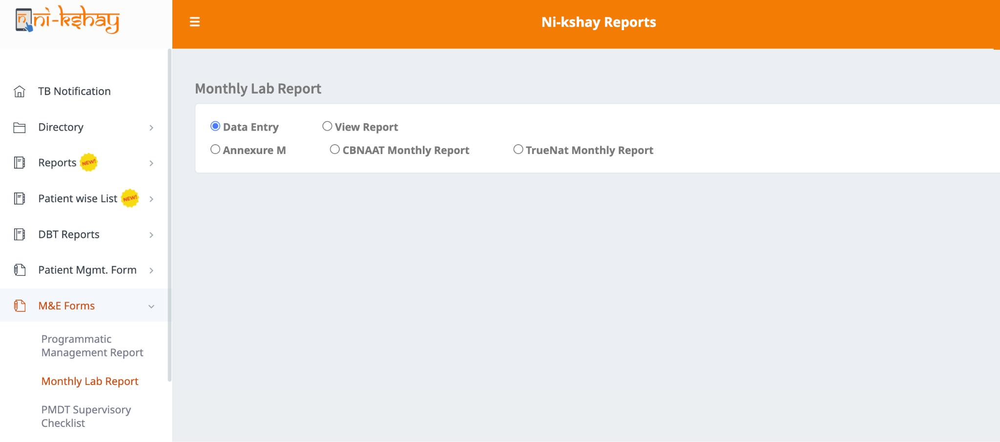 न
ni-kshay
Ni-kshay Reports
TB Notification
Directory
Reports NEW!
Patient wise List NEW!
DBT Reports
Patient Mgmt. Form
M&E Forms
Programmatic
Management Report
Monthly Lab Report
PMDT Supervisory
Checklist
Monthly Lab Report
Data Entry View Report
Annexure M CBNAAT Monthly Report TrueNat Monthly Report